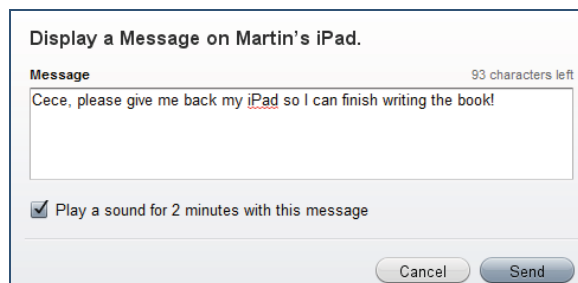 Display a Message on Martin's iPad.
Message 93 characters left
Cece, please give me back my iPad so I can finish writing the book!
Play a sound for 2 minutes with this message
Cancel Send